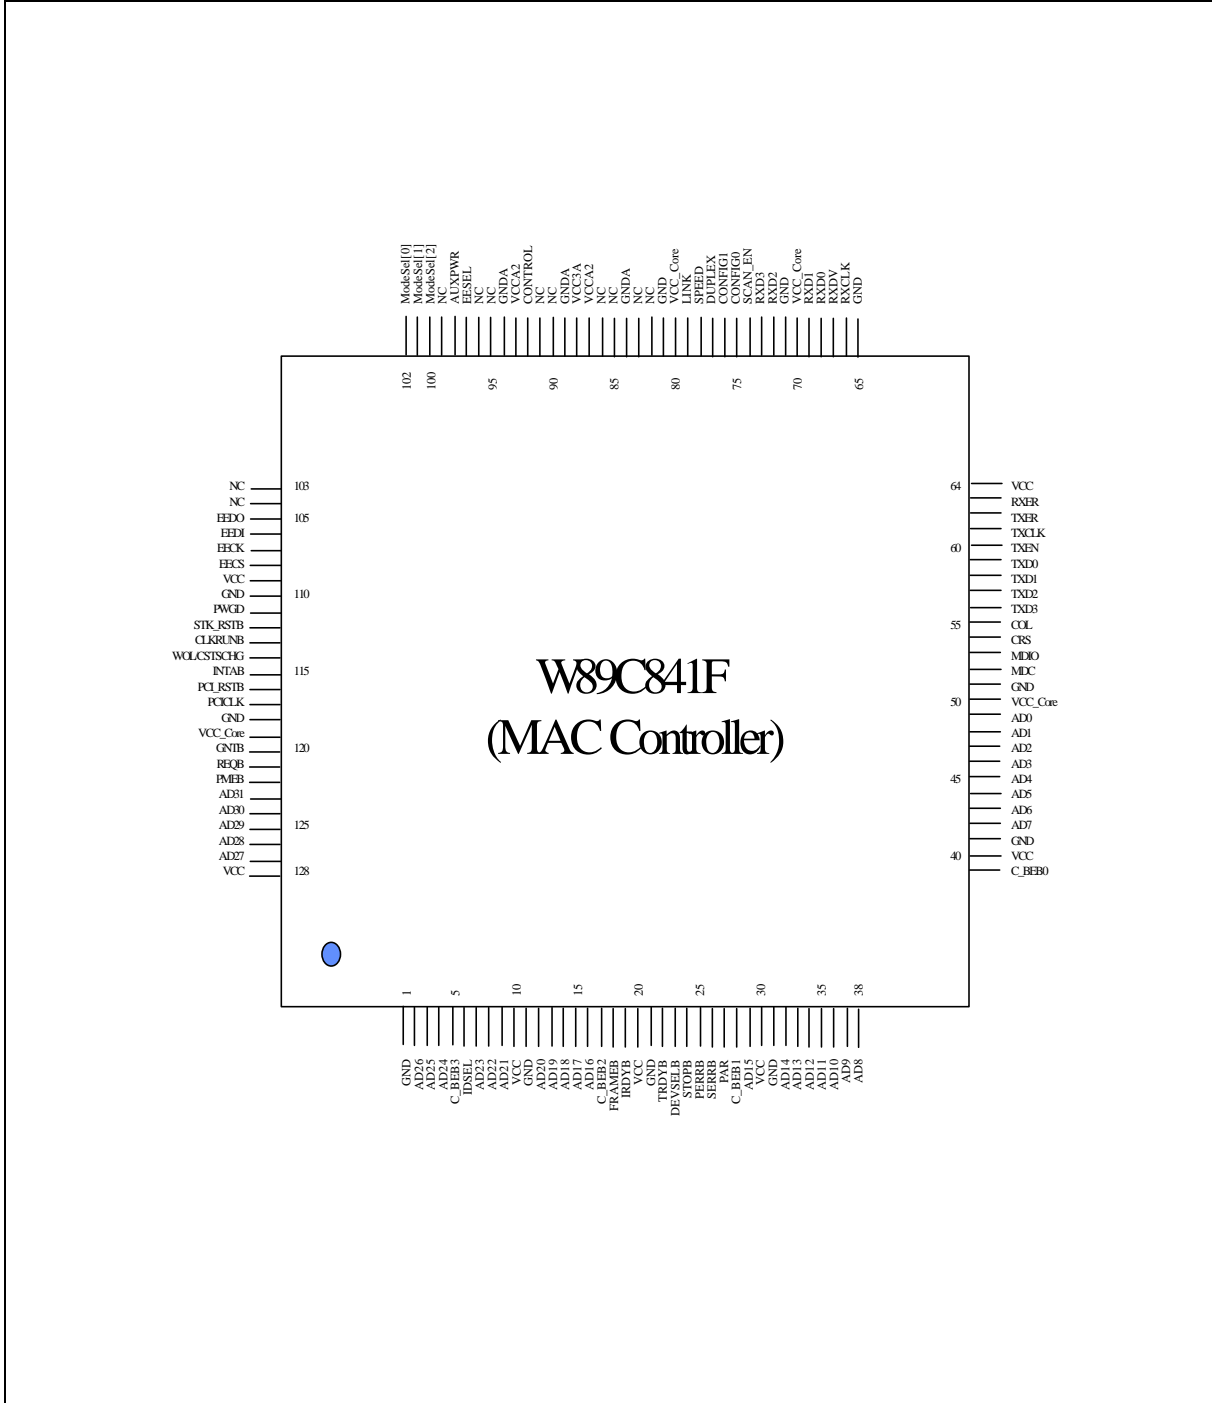 ModeSel[0]
ModeSel[1]
ModeSel[2]
NC
AUXPWR
EESEL
NC
NC
GNDA
VCCA2
CONTROL
NC
NC
GNDA
VCC3A
VCCA2
NC
NC
GNDA
NC
NC
GND
VCC_Core
LINK
SPEED
DUPLEX
CONFIG1
CONFIG0
SCAN_EN
RXD3
RXD2
GND
VCC_Core
RXD1
RXD0
RXDV
RXCLK
GND
102
100
95
90
85
80
75
70
65
NC
NC
EEDO
EEDI
EECK
EECS
VCC
GND
PWGD
STK_RSTB
CLKRUNB
WOL/CSTSCHG
INTAB
PCI_RSTB
PCICLK
GND
VCC_Core
GNTB
REQB
PMEB
AD31
AD30
AD29
AD28
AD27
VCC
103
105
110
115
120
125
128
W89C841F
(MAC Controller)
64
60
55
50
45
40
VCC
RXER
TXER
TXCLK
TXEN
TXD0
TXD1
TXD2
TXD3
COL
CRS
MDIO
MDC
GND
VCC_Core
AD0
AD1
AD2
AD3
AD4
AD5
AD6
AD7
GND
VCC
C_BEB0
1
5
10
15
20
25
30
35
38
GND
AD26
AD25
AD24
C_BEB3
IDSEL
AD23
AD22
AD21
VCC
GND
AD20
AD19
AD18
AD17
AD16
C_BEB2
FRAMEB
IRDYB
VCC
GND
TRDYB
DEVSELB
STOPB
PERRB
SERRB
PAR
C_BEB1
AD15
VCC
GND
AD14
AD13
AD12
AD11
AD10
AD9
AD8